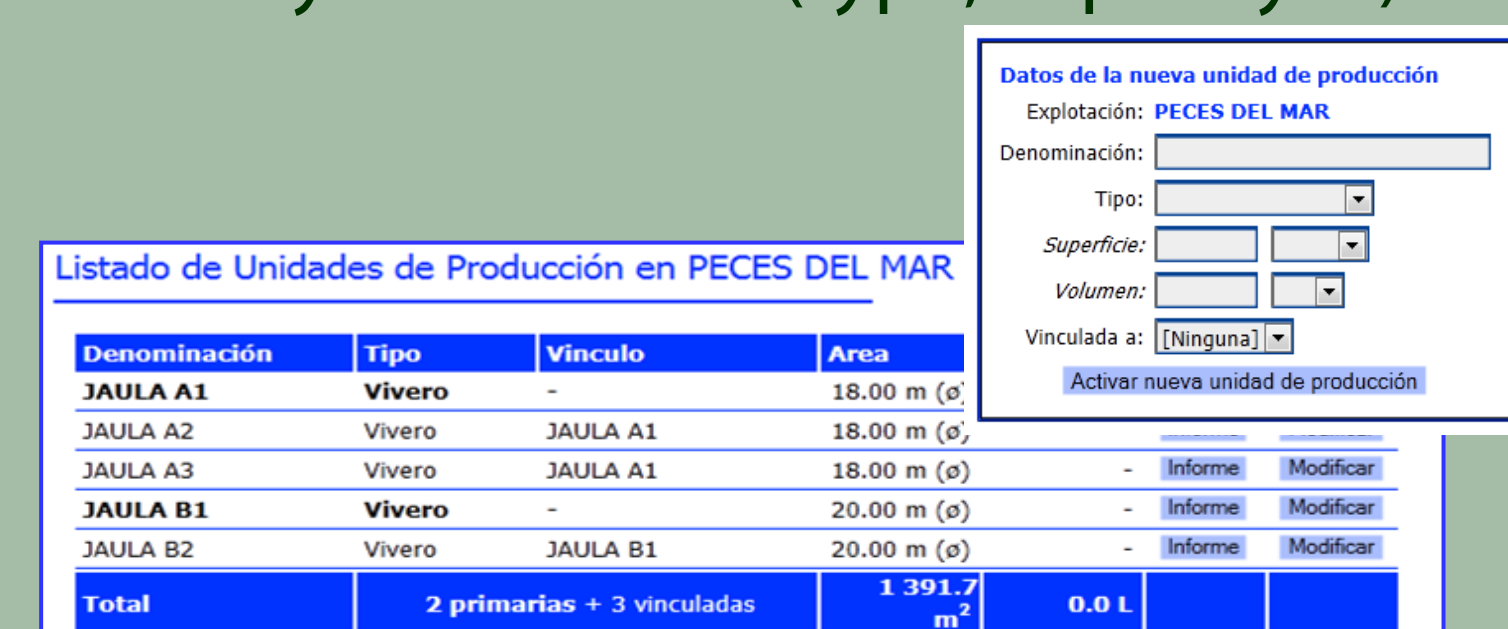 Datos de la nueva unidad de producción
Explotación: PECES DEL MAR
Denominación:
Tipo:
Superficie:
Volumen:
Vinculada a: [Ninguna]
Activar nueva unidad de producción
Listado de Unidades de Producción en PECES DEL MAR
Denominación Tipo Vinculo Area
JAULA A1 Vivero - 18.00 m (ø)
JAULA A2 Vivero JAULA A1 18.00 m (ø)
JAULA A3 Vivero JAULA A1 18.00 m (ø) - Informe Modificar
JAULA B1 Vivero - 20.00 m (ø) - Informe Modificar
JAULA B2 Vivero JAULA B1 20.00 m (ø) - Informe Modificar
Total 2 primarias + 3 vinculadas 1 391.7 m² 0.0 L